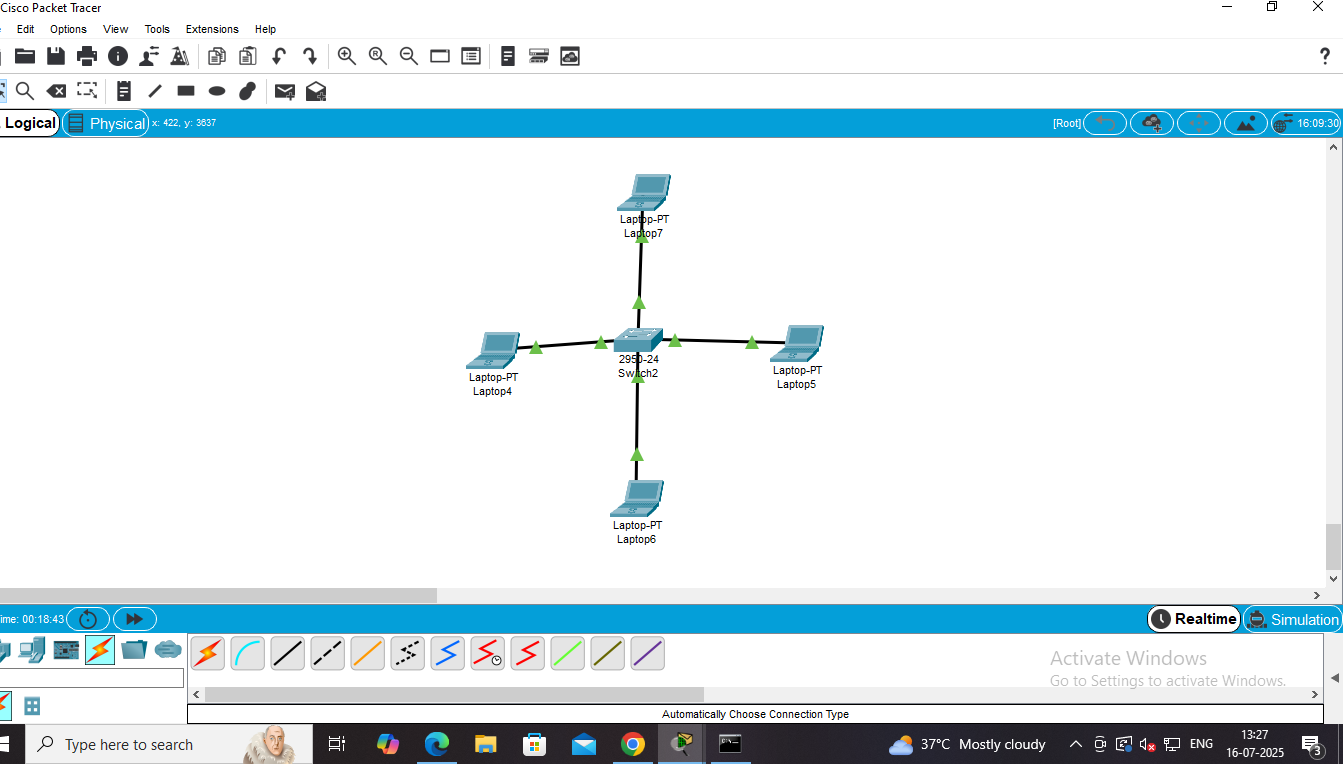 Cisco Packet Tracer
Edit Options View Tools Extensions Help
R
?
Logical Physical x: 422, y: 3637 [Root] 16:09:30
Laptop-PT
Laptop7
Laptop-PT
Laptop4
2950-24
Switch2
Laptop-PT
Laptop5
Laptop-PT
Laptop6
ime: 00:18:43 Realtime Simulation
Activate Windows
Go to Settings to activate Windows.
Automatically Choose Connection Type
Type here to search 37°C Mostly cloudy ENG 13:27
16-07-2025
3